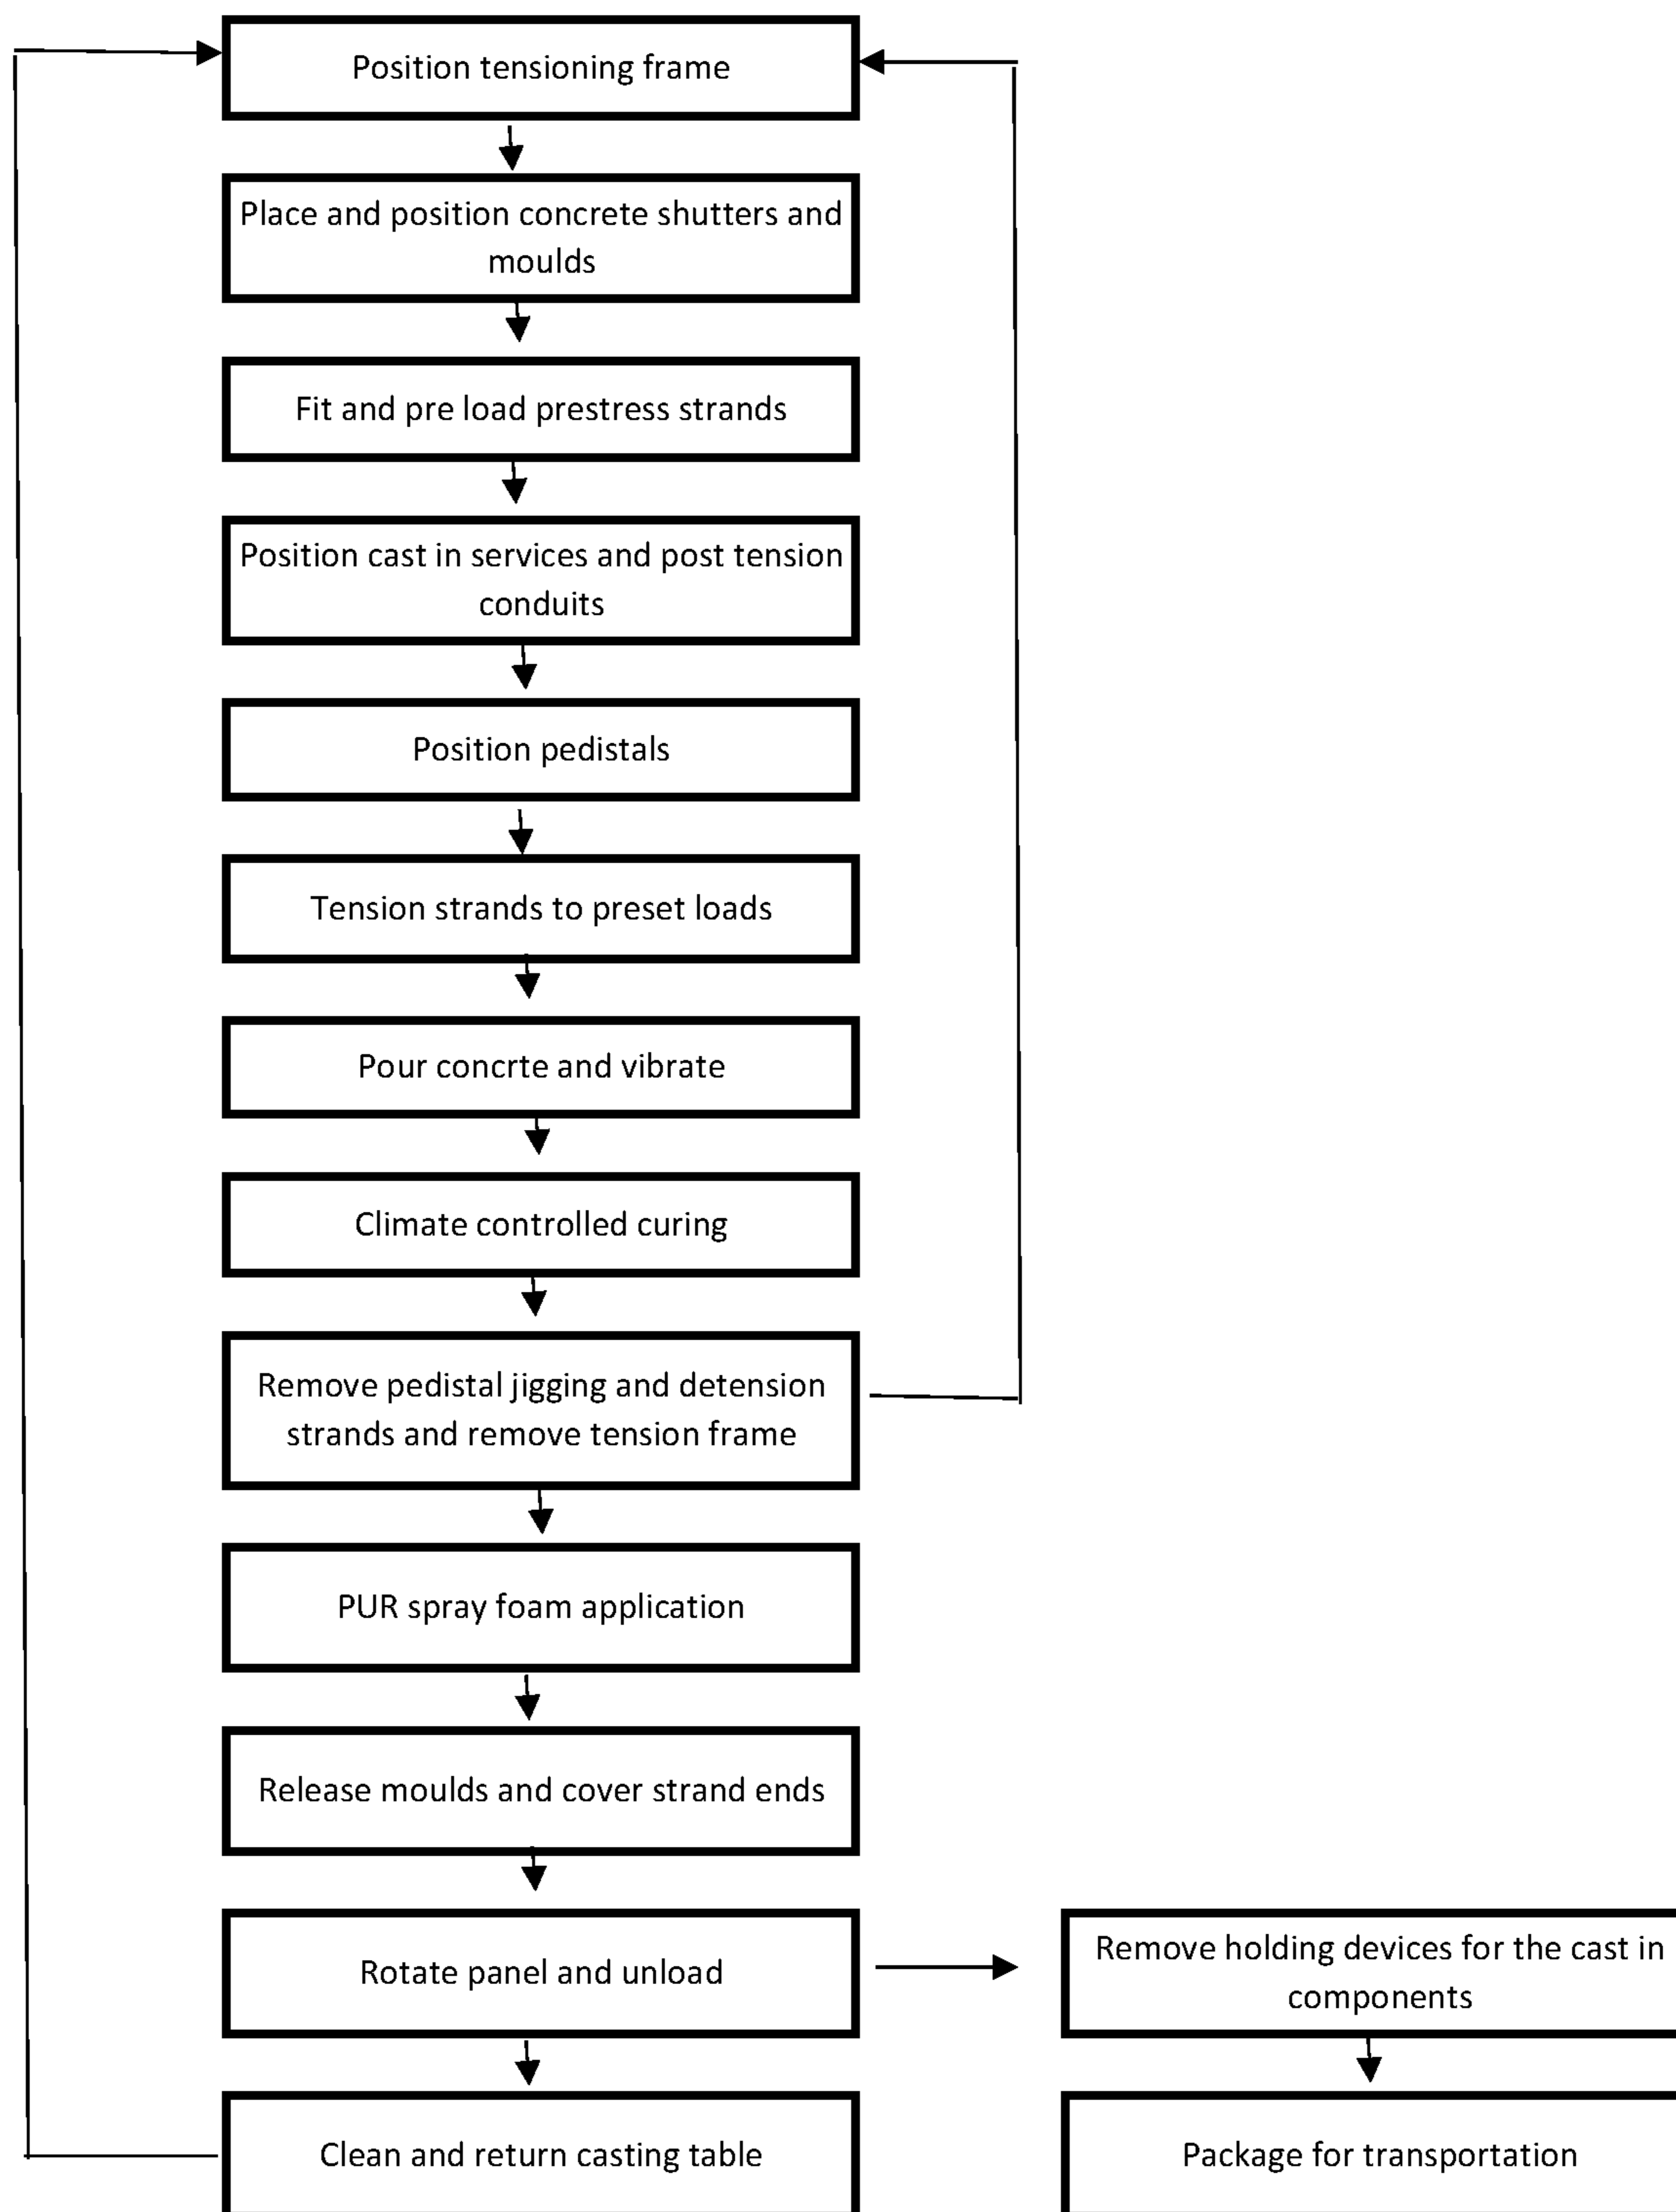 Position tensioning frame
Place and position concrete shutters and
moulds
Fit and pre load prestress strands
Position cast in services and post tension
conduits
Position pedistals
Tension strands to preset loads
Pour concrte and vibrate
Climate controlled curing
Remove pedistal jigging and detension
strands and remove tension frame
PUR spray foam application
Release moulds and cover strand ends
Rotate panel and unload
Remove holding devices for the cast in
components
Clean and return casting table
Package for transportation